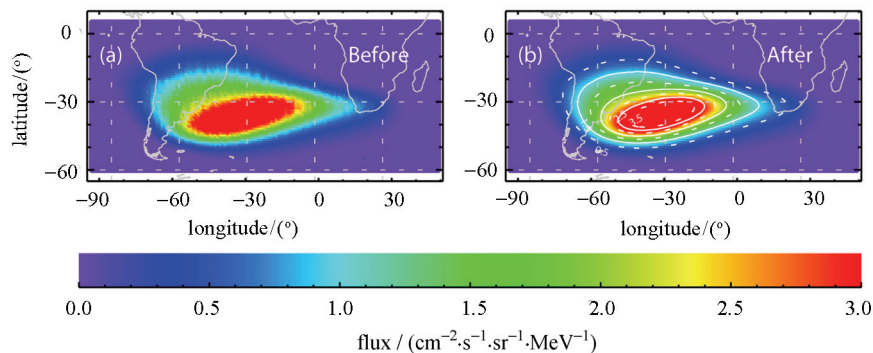 (a) Before
(b) After
latitude/(°)
0
−30
−60
0
−30
−60
3.5
−90 −60 −30 0 30
−90 −60 −30 0 30
longitude/(°)
longitude/(°)
0.0 0.5 1.0 1.5 2.0 2.5 3.0
flux / (cm⁻²·s⁻¹·sr⁻¹·MeV⁻¹)